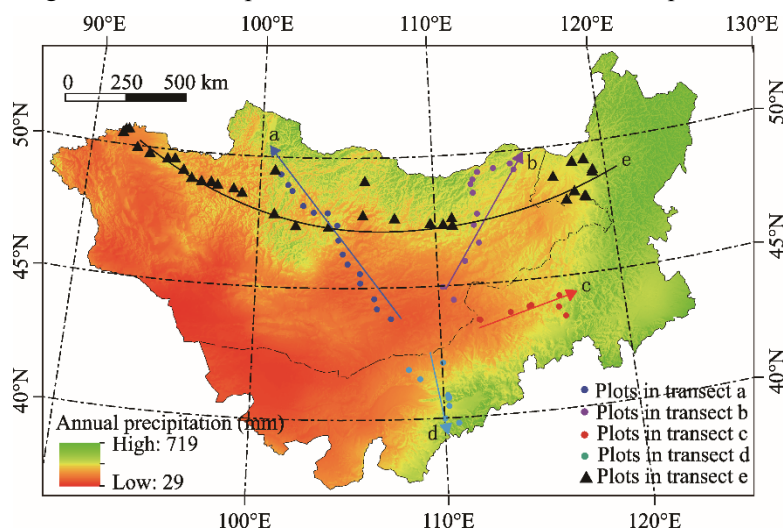 90°E 100°E 110°E 120°E 130°E
0 250 500 km
50°N
50°N
a
b
e
45°N
45°N
c
40°N
40°N
d
Annual precipitation (mm)
High: 719
Low: 29
Plots in transect a
Plots in transect b
Plots in transect c
Plots in transect d
Plots in transect e
100°E 110°E 120°E